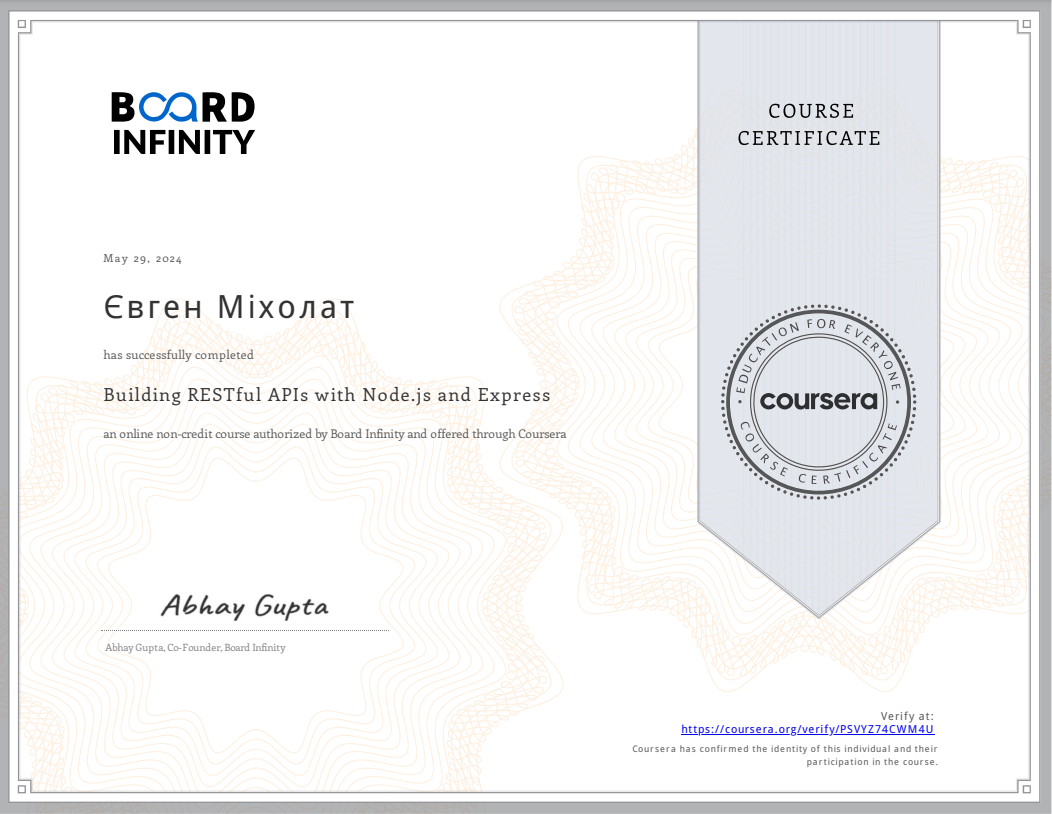 BOARD
INFINITY
COURSE
CERTIFICATE
May 29, 2024
Євген Міхолат
has successfully completed
Building RESTful APIs with Node.js and Express
an online non-credit course authorized by Board Infinity and offered through Coursera
EDUCATION FOR EVERYONE
coursera
COURSE CERTIFICATE
Abhay Gupta
Abhay Gupta, Co-Founder, Board Infinity
Verify at:
https://coursera.org/verify/PSVYZ74CWM4U
Coursera has confirmed the identity of this individual and their
participation in the course.